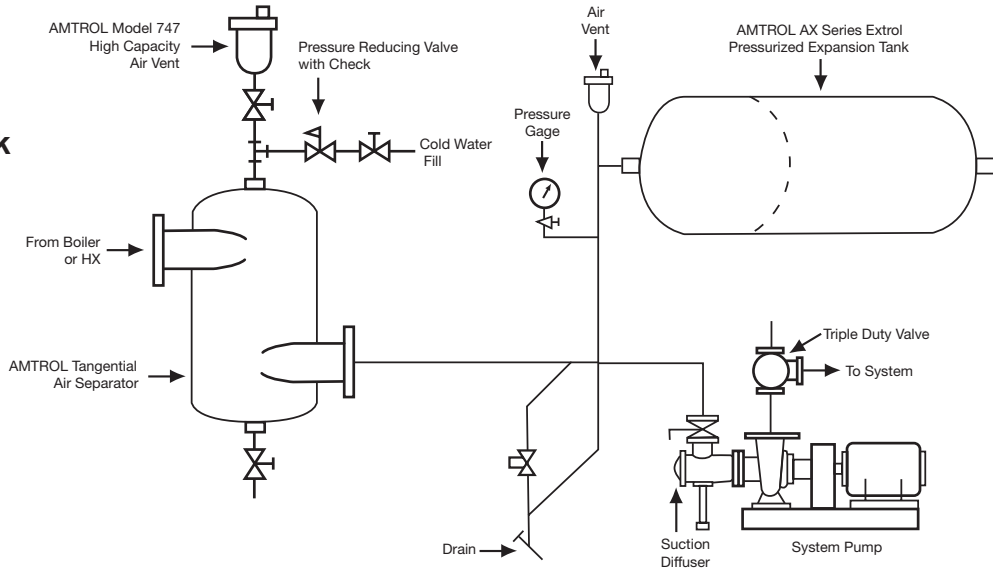 AMTROL Model 747
High Capacity
Air Vent
Pressure Reducing Valve
with Check
Air
Vent
AMTROL AX Series Extrol
Pressurized Expansion Tank
Pressure
Gage
k
Cold Water
Fill
From Boiler
or HX
AMTROL Tangential
Air Separator
Triple Duty Valve
To System
Drain
Suction
Diffuser
System Pump